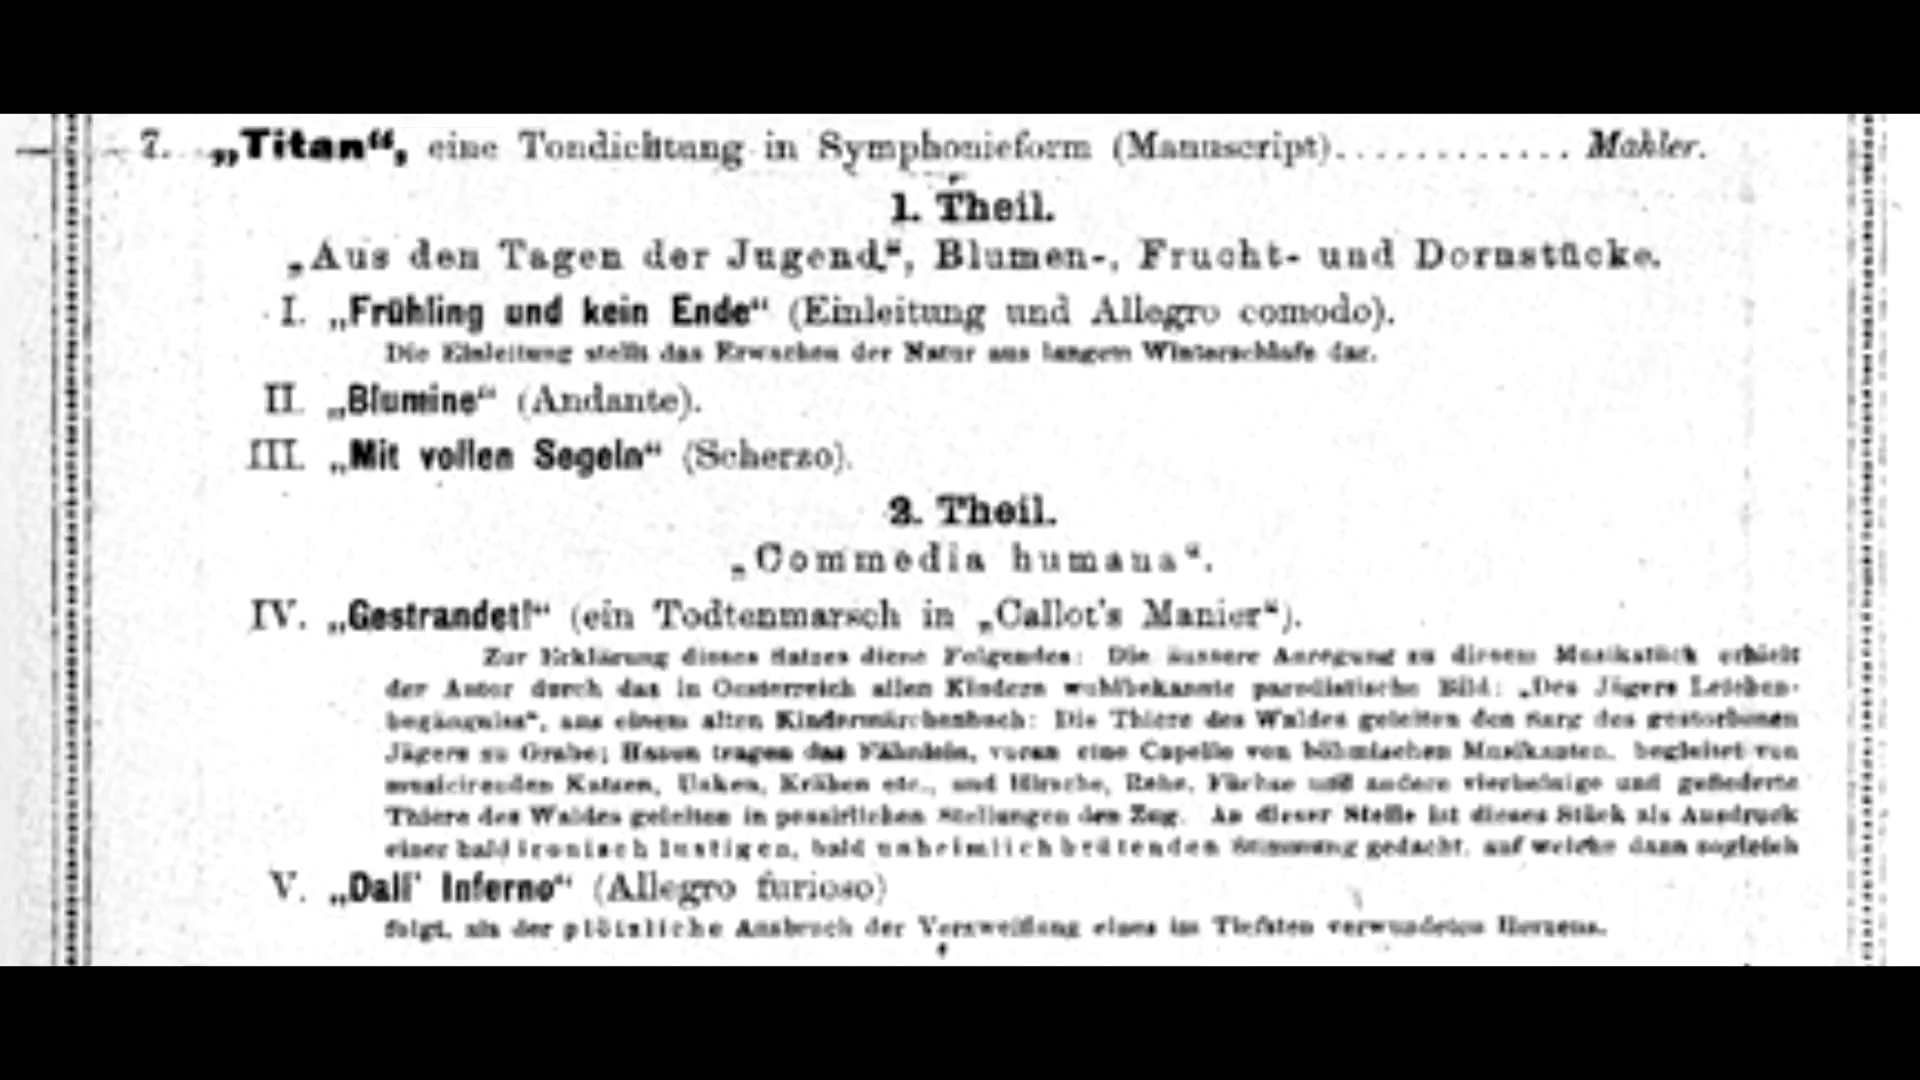 7. „Titan“, eine Tondichtung in Symphonieform (Manuscript)............ Mahler.
1. Theil.
„Aus den Tagen der Jugend“, Blumen-, Frucht- und Dornstücke.
I. „Frühling und kein Ende“ (Einleitung und Allegro comodo).
Die Einleitung stellt das Erwachen der Natur aus langem Winterschlafe dar.
II. „Blumine“ (Andante).
III. „Mit vollen Segeln“ (Scherzo).
2. Theil.
„Commedia humana“.
IV. „Gestrandet!“ (ein Todtenmarsch in „Callot's Manier“).
Zur Erklärung dieses Satzes diene Folgendes: Die äussere Anregung zu diesem Musikstück erhielt
der Autor durch das in Oesterreich allen Kindern wohlbekannte parodistische Bild: „Des Jägers Leichen-
begängniss“, aus einem alten Kindermärchenbuch: Die Thiere des Waldes geleiten den Sarg des gestorbenen
Jägers zu Grabe; Hasen tragen das Fähnlein, voran eine Capelle von böhmischen Musikanten, begleitet von
musicirenden Katzen, Unken, Krähen etc., und Hirsche, Rehe, Füchse und andere vierbeinige und gefiederte
Thiere des Waldes geleiten in possirlichen Stellungen den Zug. An dieser Stelle ist dieses Stück als Ausdruck
einer bald ironisch lustigen, bald unheimlich brütenden Stimmung gedacht, auf welche dann sogleich
V. „Dall' Inferno“ (Allegro furioso)
folgt, als der plötzliche Ausbruch der Verzweiflung eines im Tiefsten verwundeten Herzens.